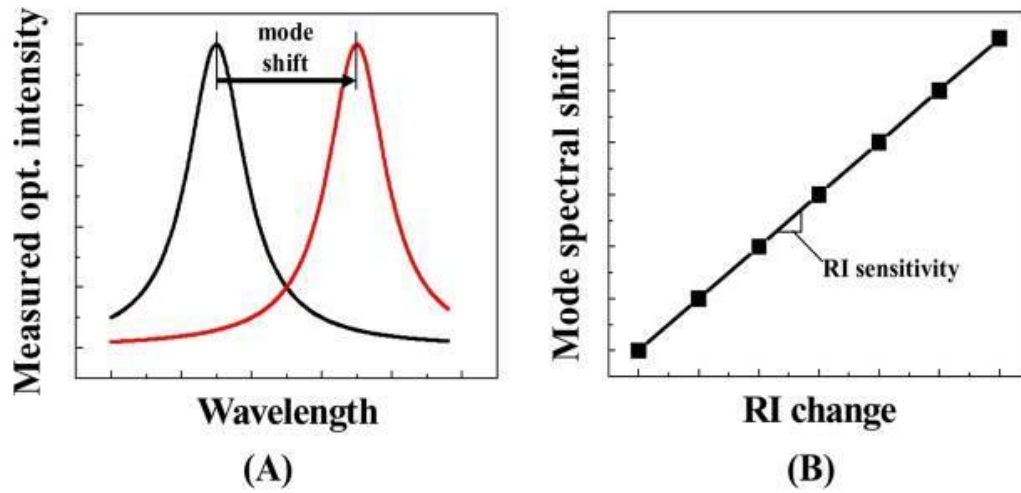 Measured opt. intensity
mode
shift
Wavelength
(A)
Mode spectral shift
RI sensitivity
RI change
(B)